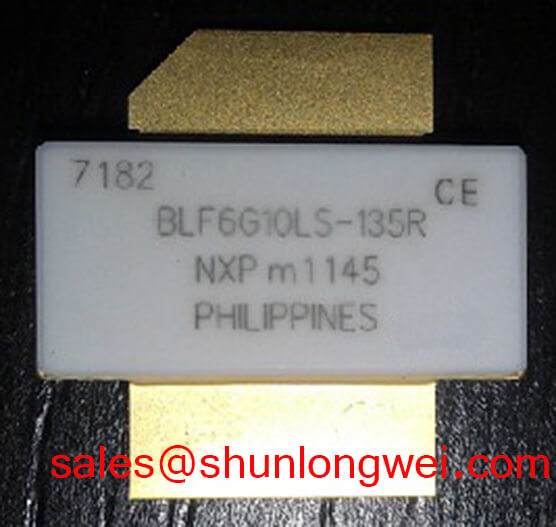 7182
CE
BLF6G10LS-135R
NXP m1145
PHILIPPINES
sales@shunlongwei.com